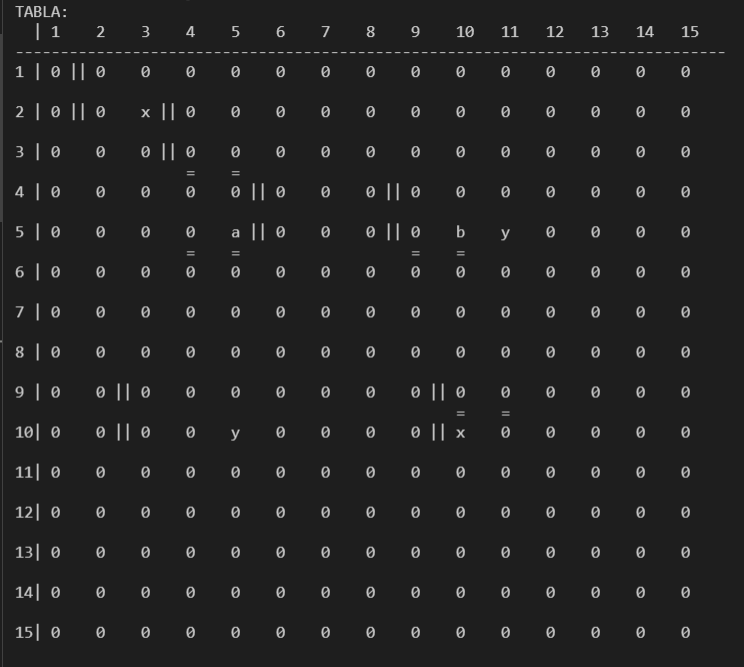 TABLA:
  | 1    2    3    4    5    6    7    8    9    10   11   12   13   14   15
-------------------------------------------------------------------------------
1 | 0 || 0    0    0    0    0    0    0    0    0    0    0    0    0    0
2 | 0 || 0    x || 0    0    0    0    0    0    0    0    0    0    0    0
3 | 0    0    0 || 0    0    0    0    0    0    0    0    0    0    0    0
                   =    =
4 | 0    0    0    0    0 || 0    0    0 || 0    0    0    0    0    0    0
5 | 0    0    0    0    a || 0    0    0 || 0    b    y    0    0    0    0
                   =    =                   =    =
6 | 0    0    0    0    0    0    0    0    0    0    0    0    0    0    0
7 | 0    0    0    0    0    0    0    0    0    0    0    0    0    0    0
8 | 0    0    0    0    0    0    0    0    0    0    0    0    0    0    0
9 | 0    0 || 0    0    0    0    0    0    0 || 0    0    0    0    0    0
                                                 =    =
10| 0    0 || 0    0    y    0    0    0    0 || x    0    0    0    0    0
11| 0    0    0    0    0    0    0    0    0    0    0    0    0    0    0
12| 0    0    0    0    0    0    0    0    0    0    0    0    0    0    0
13| 0    0    0    0    0    0    0    0    0    0    0    0    0    0    0
14| 0    0    0    0    0    0    0    0    0    0    0    0    0    0    0
15| 0    0    0    0    0    0    0    0    0    0    0    0    0    0    0